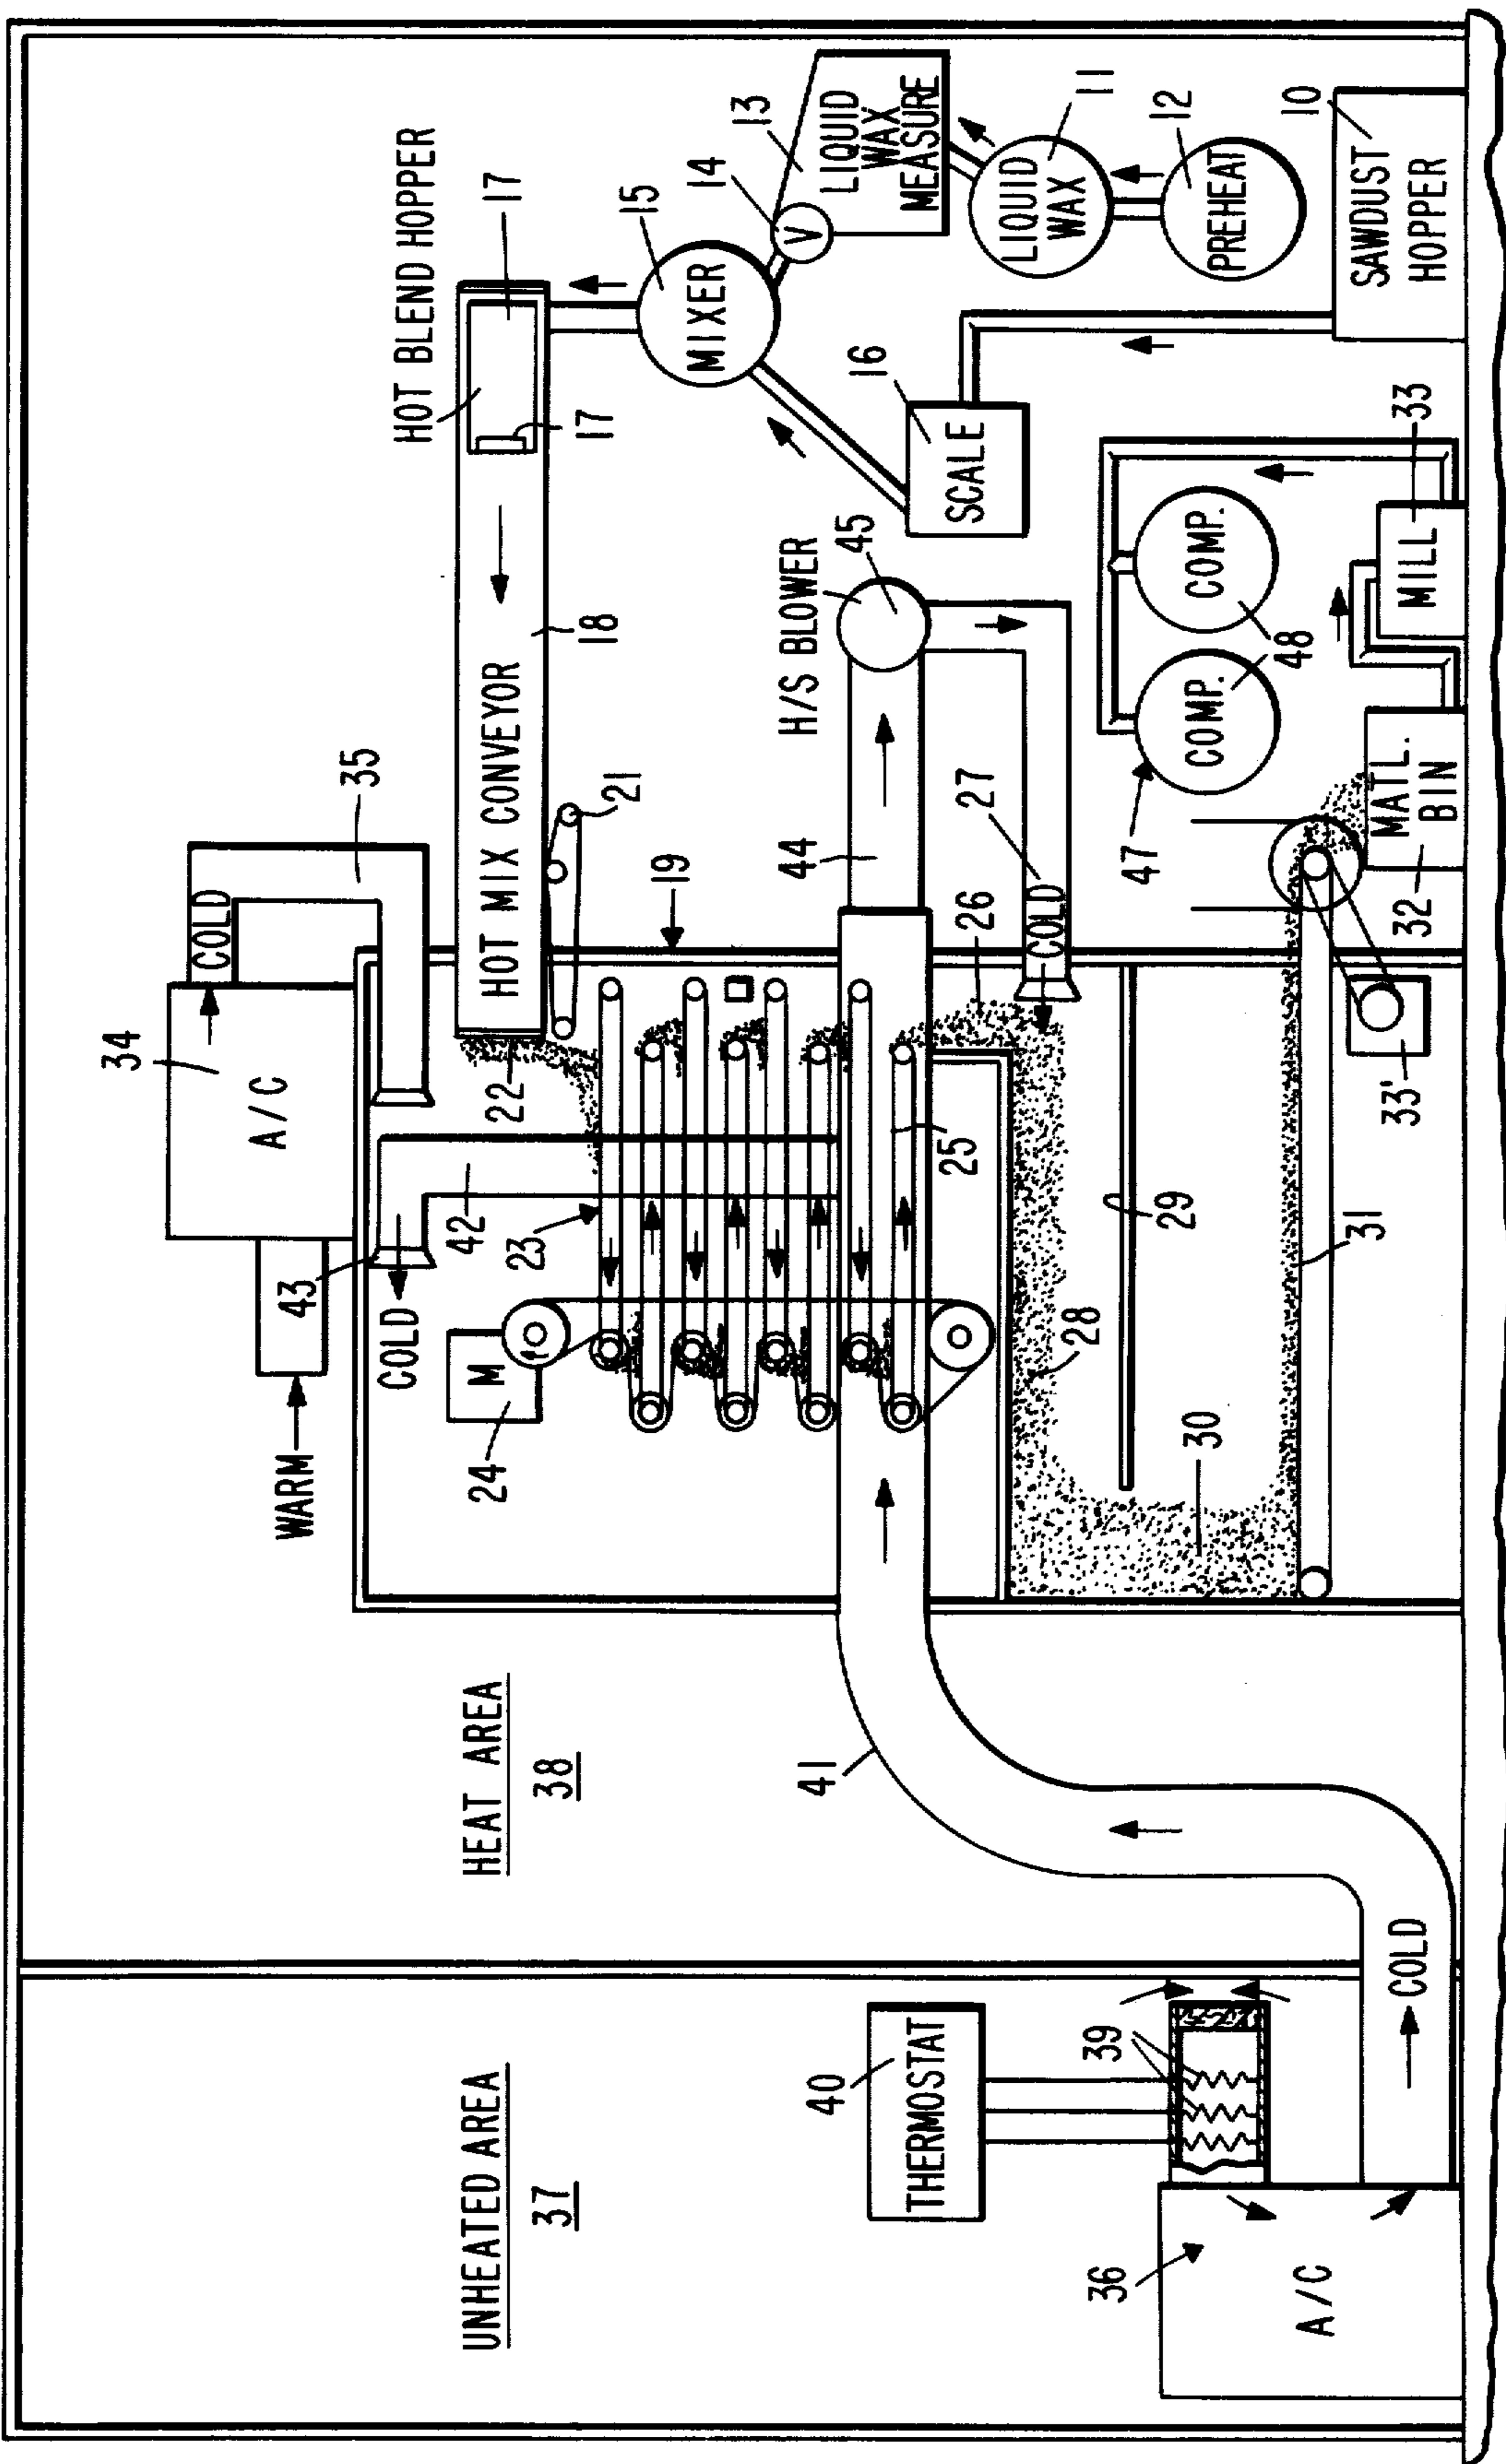 UNHEATED AREA
37
HEAT AREA
38
WARM
A/C
34
COLD
35
43
COLD
42
24
M
23
22
HOT MIX CONVEYOR
18
21
19
HOT BLEND HOPPER
17
17
MIXER
15
14
V
13
LIQUID
WAX
MEASURE
LIQUID
WAX
11
PREHEAT
12
SAWDUST
HOPPER
10
SCALE
16
H/S BLOWER
45
44
27
COLD
26
25
28
29
30
31
33'
32
MATL.
BIN
MILL
33
COMP.
COMP.
48
47
41
COLD
THERMOSTAT
40
39
36
A/C